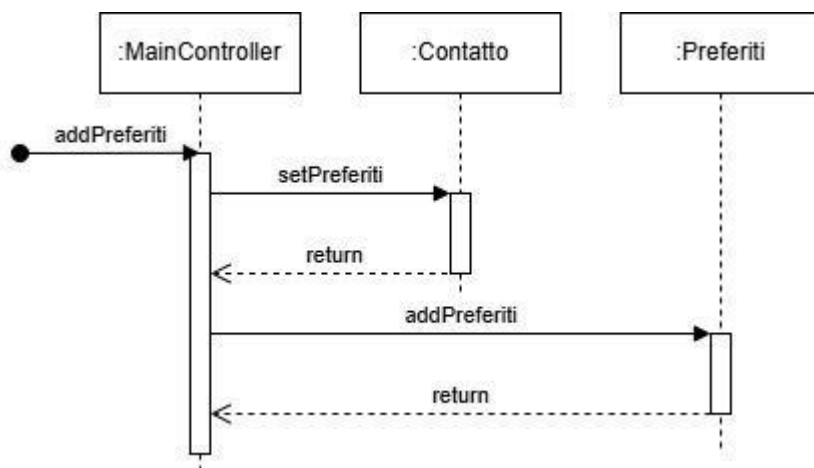 :MainController
:Contatto
:Preferiti
addPreferiti
setPreferiti
return
addPreferiti
return